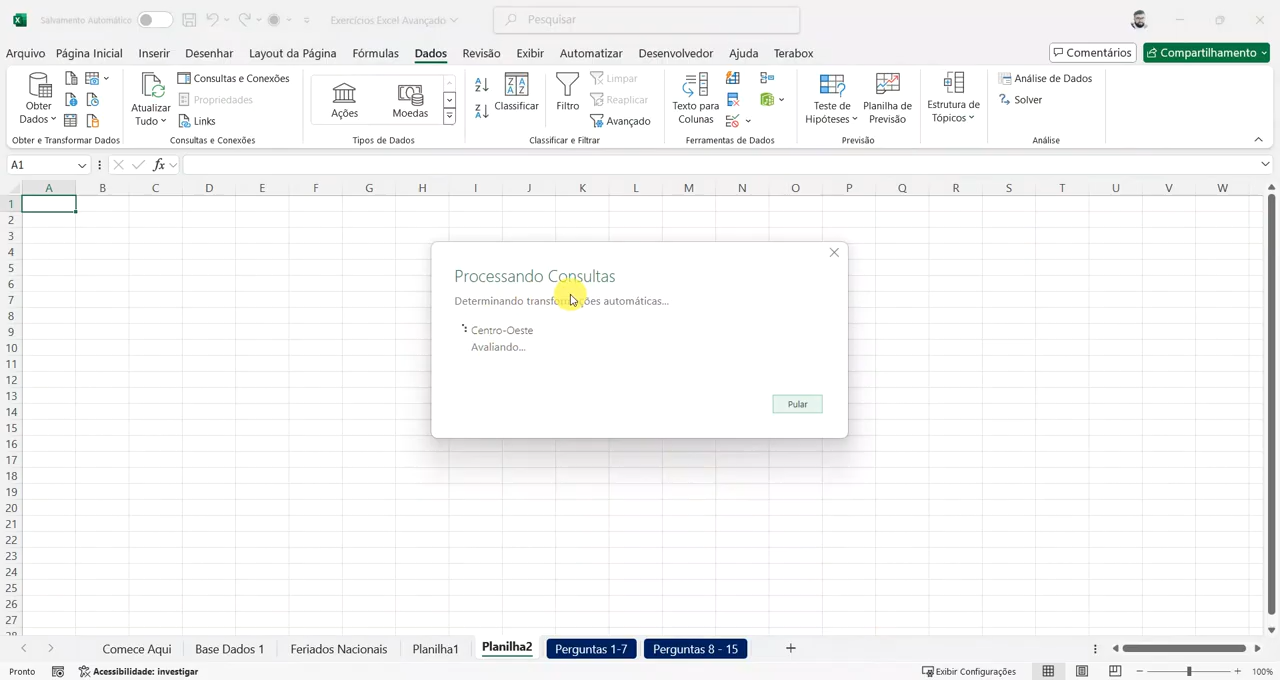 Salvamento Automático
Exercícios Excel Avançado
Pesquisar
Arquivo Página Inicial Inserir Desenhar Layout da Página Fórmulas Dados Revisão Exibir Automatizar Desenvolvedor Ajuda Terabox
Comentários Compartilhamento
Obter Dados
Atualizar Tudo
Consultas e Conexões
Propriedades
Links
Ações Moedas
Classificar
Filtro
Limpar
Reaplicar
Avançado
Texto para Colunas
Teste de Hipóteses
Planilha de Previsão
Estrutura de Tópicos
Análise de Dados
Solver
Obter e Transformar Dados Consultas e Conexões Tipos de Dados Classificar e Filtrar Ferramentas de Dados Previsão Análise
A1 fx
A B C D E F G H I J K L M N O P Q R S T U V W
1
2
3
4
5
6
7
8
9
10
11
12
13
14
15
16
17
18
19
20
21
22
23
24
25
26
27
28
Processando Consultas
Determinando transformações automáticas...
Centro-Oeste
Avaliando...
Pular
Comece Aqui Base Dados 1 Feriados Nacionais Planilha1 Planilha2 Perguntas 1-7 Perguntas 8 - 15
Pronto Acessibilidade: investigar Exibir Configurações 100%